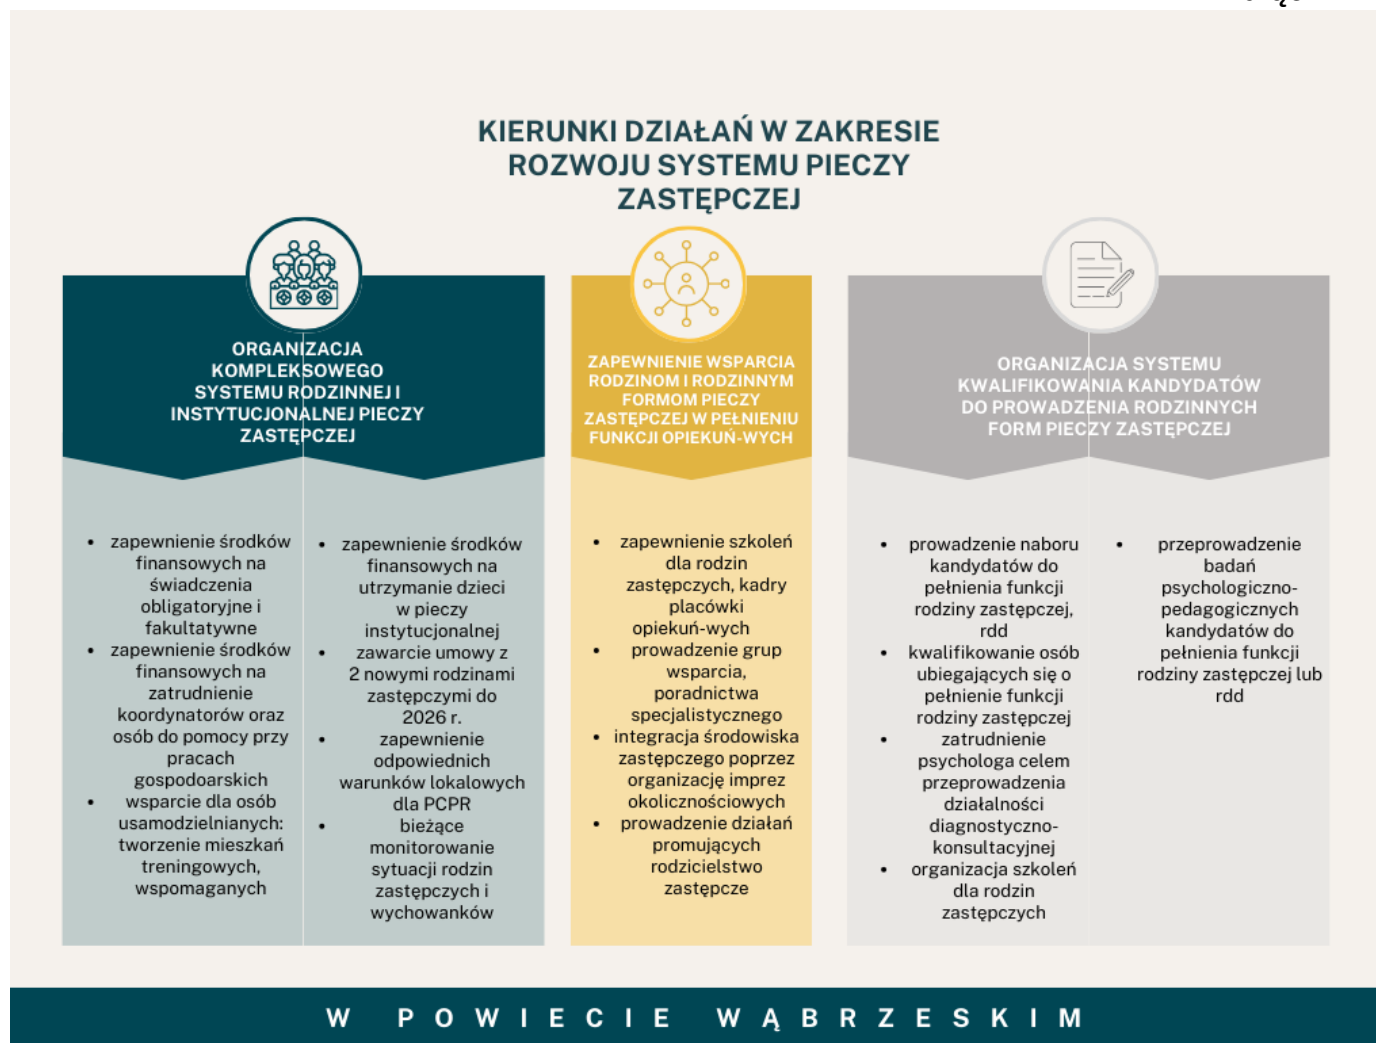 KIERUNKI DZIAŁAŃ W ZAKRESIE
ROZWOJU SYSTEMU PIECZY
ZASTĘPCZEJ
ORGANIZACJA
KOMPLEKSOWEGO
SYSTEMU RODZINNEJ I
INSTYTUCJONALNEJ PIECZY
ZASTĘPCZEJ
• zapewnienie środków
finansowych na
świadczenia
obligatoryjne i
fakultatywne
• zapewnienie środków
finansowych na
zatrudnienie
koordynatorów oraz
osób do pomocy przy
pracach
gospodoarskich
• wsparcie dla osób
usamodzielnianych:
tworzenie mieszkań
treningowych,
wspomaganych
• zapewnienie środków
finansowych na
utrzymanie dzieci
w pieczy
instytucjonalnej
• zawarcie umowy z
2 nowymi rodzinami
zastępczymi do
2026 r.
• zapewnienie
odpowiednich
warunków lokalowych
dla PCPR
• bieżące
monitorowanie
sytuacji rodzin
zastępczych i
wychowanków
ZAPEWNIENIE WSPARCIA
RODZINOM I RODZINNYM
FORMOM PIECZY
ZASTĘPCZEJ W PEŁNIENIU
FUNKCJI OPIEKUŃ-WYCH
• zapewnienie szkoleń
dla rodzin
zastępczych, kadry
placówki
opiekuń-wych
• prowadzenie grup
wsparcia,
poradnictwa
specjalistycznego
• integracja środowiska
zastępczego poprzez
organizację imprez
okolicznościowych
• prowadzenie działań
promujących
rodzicielstwo
zastępcze
ORGANIZACJA SYSTEMU
KWALIFIKOWANIA KANDYDATÓW
DO PROWADZENIA RODZINNYCH
FORM PIECZY ZASTĘPCZEJ
• prowadzenie naboru
kandydatów do
pełnienia funkcji
rodziny zastępczej,
rdd
• kwalifikowanie osób
ubiegających się o
pełnienie funkcji
rodziny zastępczej
• zatrudnienie
psychologa celem
przeprowadzenia
działalności
diagnostyczno-
konsultacyjnej
• organizacja szkoleń
dla rodzin
zastępczych
• przeprowadzenie
badań
psychologiczno-
pedagogicznych
kandydatów do
pełnienia funkcji
rodziny zastępczej lub
rdd
W POWIECIE WĄBRZESKIM